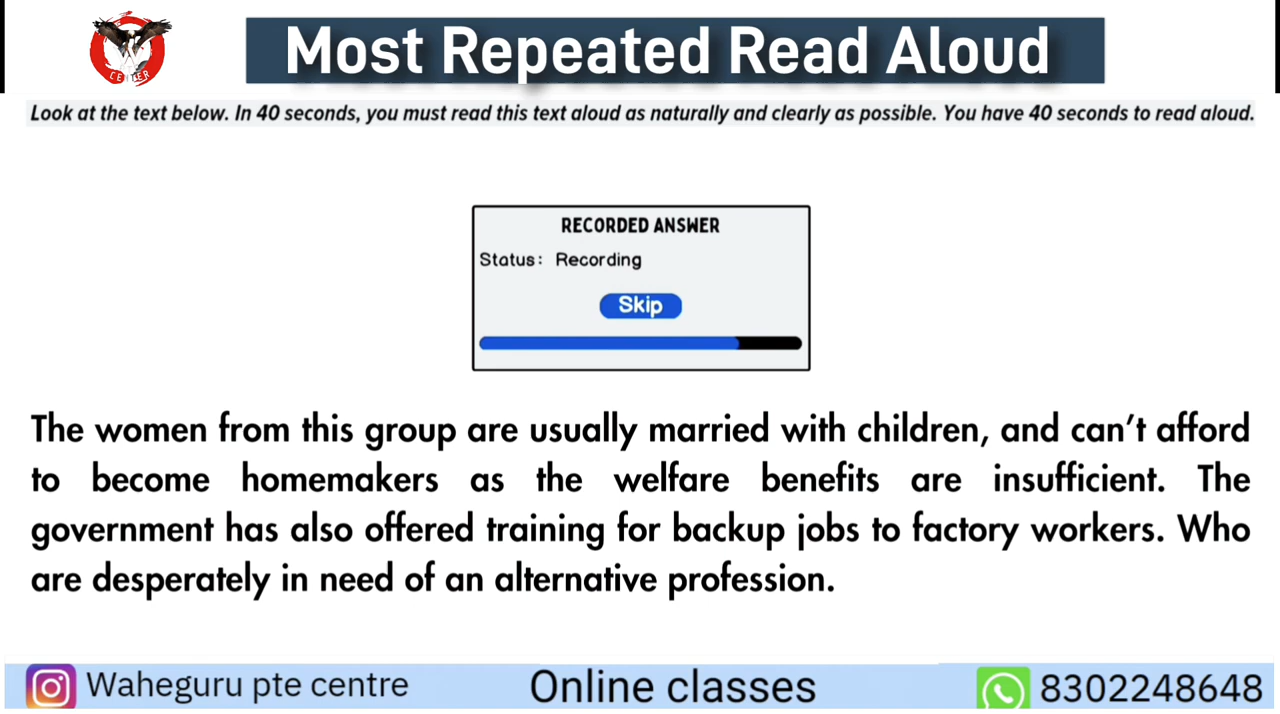 CENTER
Most Repeated Read Aloud
Look at the text below. In 40 seconds, you must read this text aloud as naturally and clearly as possible. You have 40 seconds to read aloud.
RECORDED ANSWER
Status: Recording
Skip
The women from this group are usually married with children, and can't afford
to become homemakers as the welfare benefits are insufficient. The
government has also offered training for backup jobs to factory workers. Who
are desperately in need of an alternative profession.
Waheguru pte centre
Online classes
8302248648